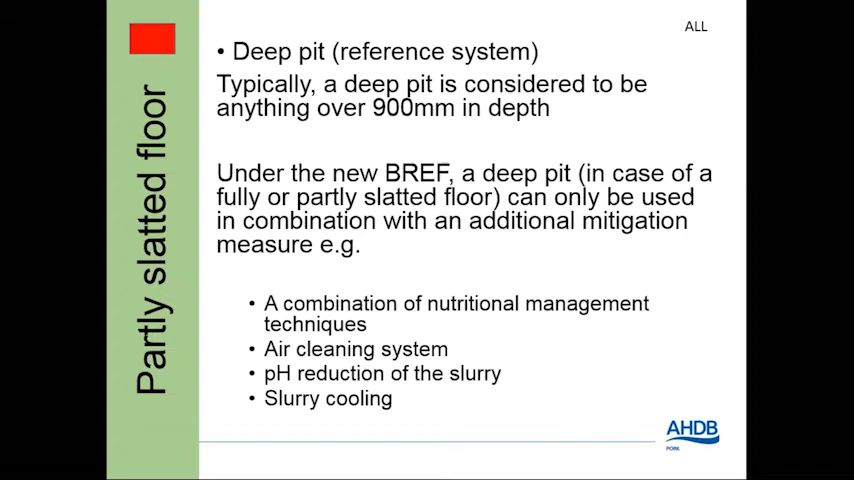 ALL
Partly slatted floor
• Deep pit (reference system)
Typically, a deep pit is considered to be
anything over 900mm in depth
Under the new BREF, a deep pit (in case of a
fully or partly slatted floor) can only be used
in combination with an additional mitigation
measure e.g.
• A combination of nutritional management
techniques
• Air cleaning system
• pH reduction of the slurry
• Slurry cooling
AHDB
PORK